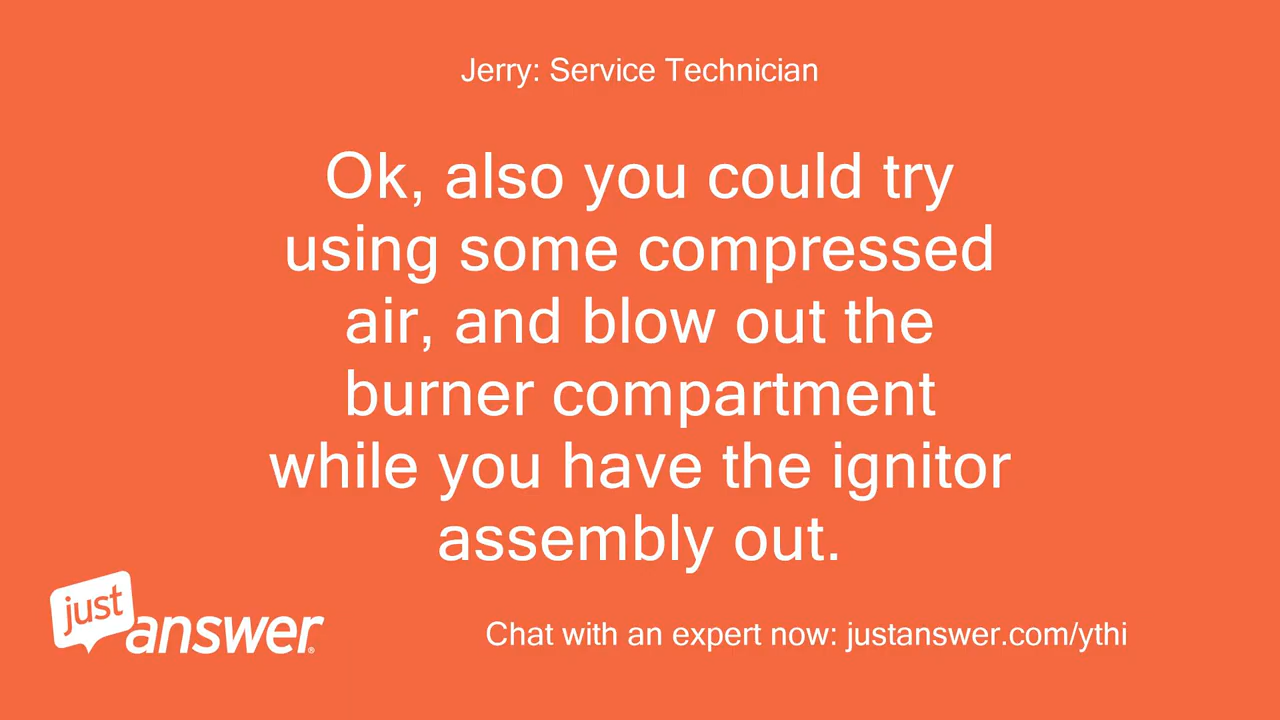 Jerry: Service Technician
Ok, also you could try
using some compressed
air, and blow out the
burner compartment
while you have the ignitor
assembly out.
just
answer®
Chat with an expert now: justanswer.com/ythi